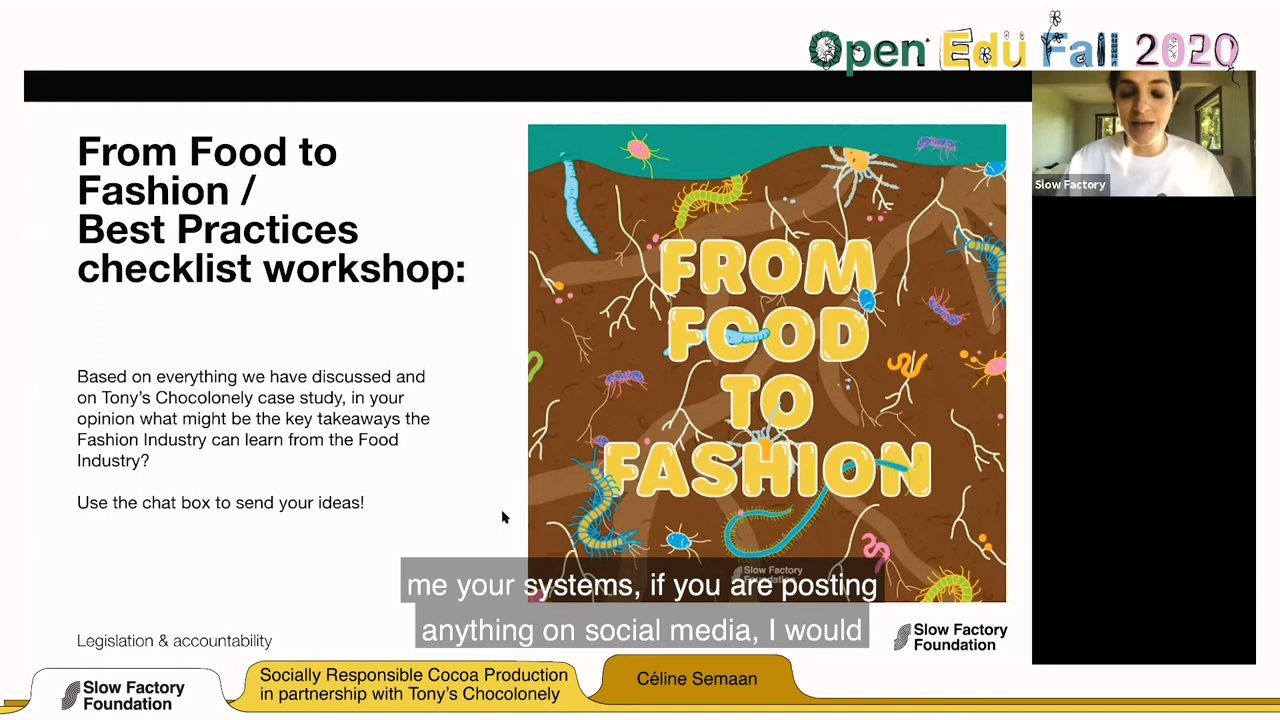 Open Edu Fall 2020
From Food to
Fashion /
Best Practices
checklist workshop:
Based on everything we have discussed and
on Tony's Chocolonely case study, in your
opinion what might be the key takeaways the
Fashion Industry can learn from the Food
Industry?
Use the chat box to send your ideas!
Legislation & accountability
FROM
FOOD
TO
FASHION
Slow Factory
Foundation
Slow Factory
me your systems, if you are posting
anything on social media, I would
Slow Factory
Foundation
Slow Factory
Foundation
Socially Responsible Cocoa Production
in partnership with Tony's Chocolonely
Céline Semaan